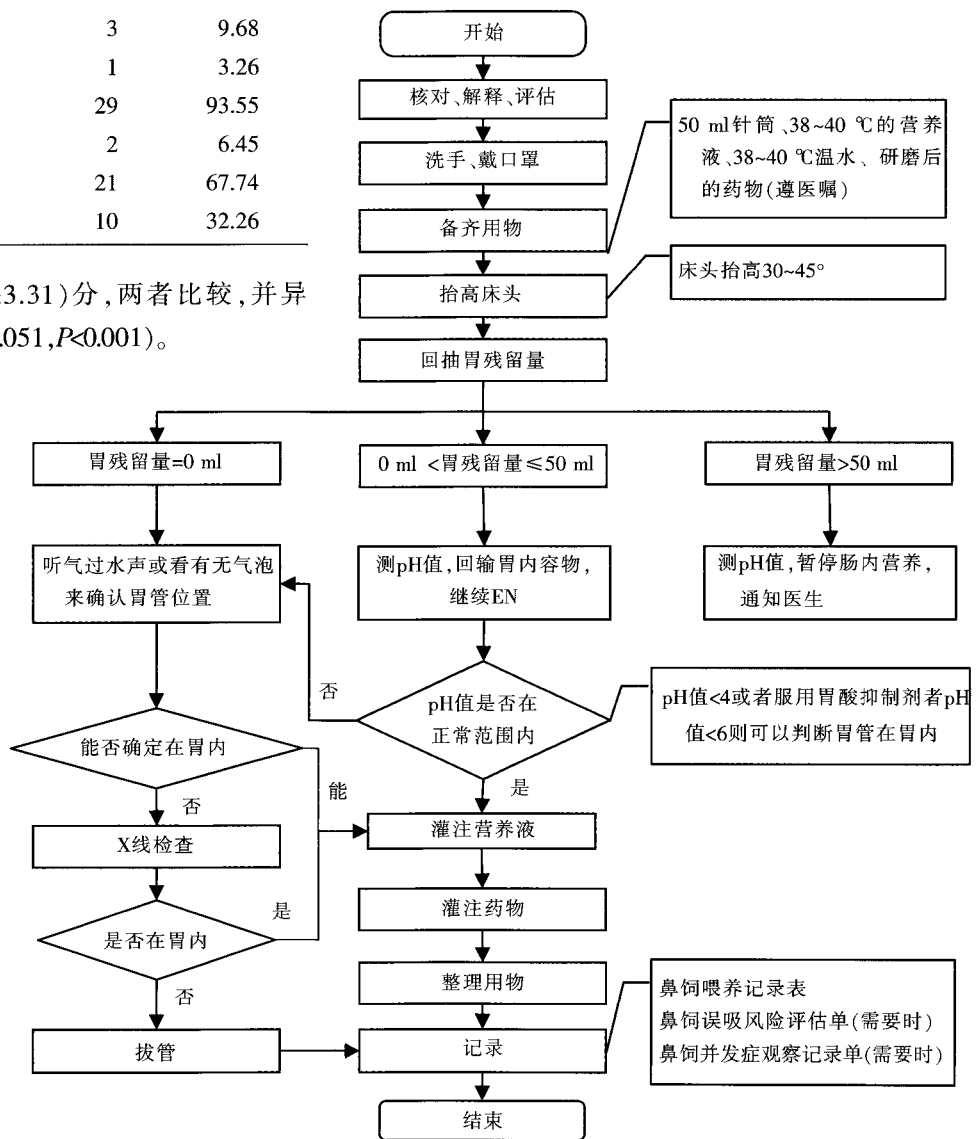 3 9.68
1 3.26
29 93.55
2 6.45
21 67.74
10 32.26
3.31)分,两者比较,并异
.051,P<0.001)。
开始
核对、解释、评估
洗手、戴口罩
备齐用物
50 ml针筒、38~40 ℃的营养
液、38~40 ℃温水、研磨后
的药物(遵医嘱)
抬高床头
床头抬高30~45°
回抽胃残留量
胃残留量=0 ml
0 ml <胃残留量≤50 ml
胃残留量>50 ml
听气过水声或看有无气泡
来确认胃管位置
测pH值,回输胃内容物,
继续EN
测pH值,暂停肠内营养,
通知医生
否
pH值是否在
正常范围内
pH值<4或者服用胃酸抑制剂者pH
值<6则可以判断胃管在胃内
能否确定在胃内
能
是
否
灌注营养液
X线检查
灌注药物
是
是否在胃内
整理用物
否
拔管
记录
鼻饲喂养记录表
鼻饲误吸风险评估单(需要时)
鼻饲并发症观察记录单(需要时)
结束